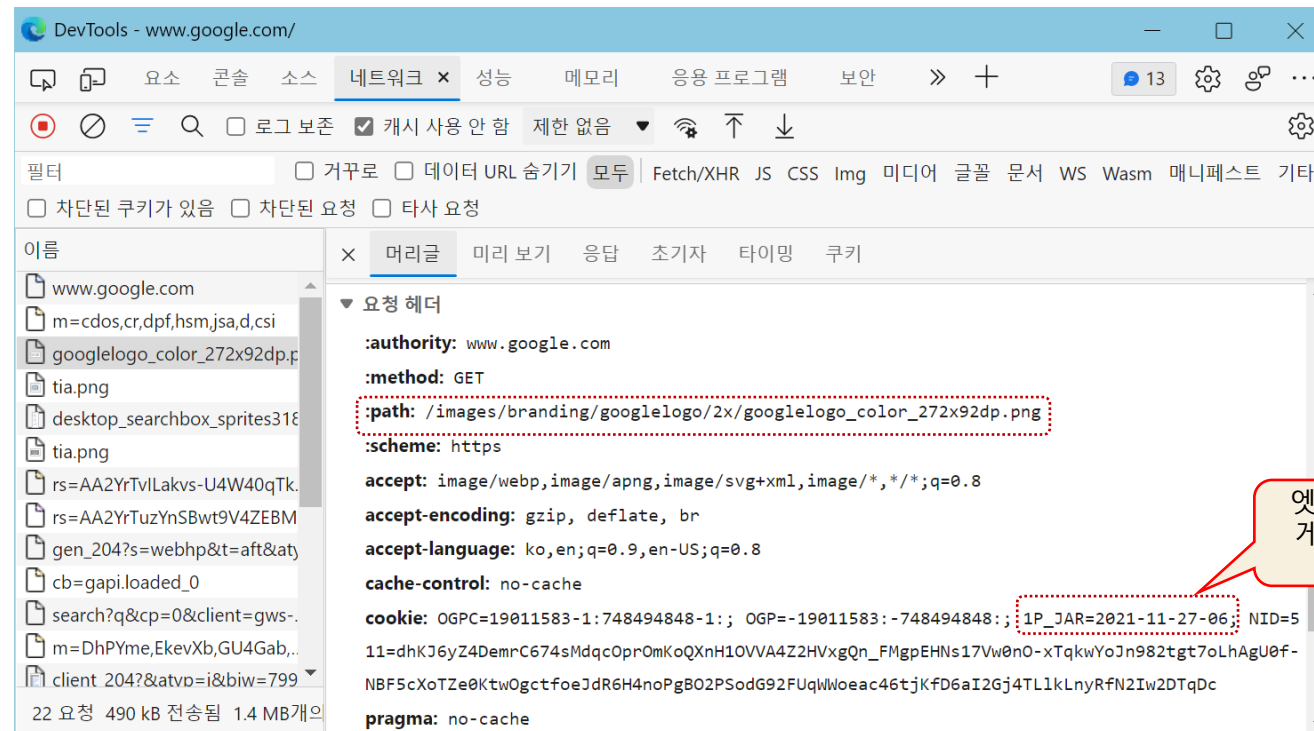 DevTools - www.google.com/
요소 콘솔 소스 네트워크 성능 메모리 응용 프로그램 보안 13
로그 보존 캐시 사용 안 함 제한 없음
필터 거꾸로 데이터 URL 숨기기 모두 Fetch/XHR JS CSS Img 미디어 글꼴 문서 WS Wasm 매니페스트 기타
차단된 쿠키가 있음 차단된 요청 타사 요청
이름
www.google.com
m=cdos,cr,dpf,hsm,jsa,d,csi
googlelogo_color_272x92dp.p
tia.png
desktop_searchbox_sprites318
tia.png
rs=AA2YrTvILakvs-U4W40qTk.
rs=AA2YrTuzYnSBwt9V4ZEBM
gen_204?s=webhp&t=aft&aty
cb=gapi.loaded_0
search?q&cp=0&client=gws-.
m=DhPYme,EkevXb,GU4Gab,..
client_204?&atyp=i&biw=799
22 요청 490 kB 전송됨 1.4 MB개의
머리글 미리 보기 응답 초기자 타이밍 쿠키
요청 헤더
:authority: www.google.com
:method: GET
:path: /images/branding/googlelogo/2x/googlelogo_color_272x92dp.png
:scheme: https
accept: image/webp,image/apng,image/svg+xml,image/*,*/*;q=0.8
accept-encoding: gzip, deflate, br
accept-language: ko,en;q=0.9,en-US;q=0.8
cache-control: no-cache
cookie: OGPC=19011583-1:748494848-1:; OGP=-19011583:-748494848:; 1P_JAR=2021-11-27-06; NID=5
11=dhKJ6yZ4DemrC674sMdqcOprOmKoQXnH1OVVA4Z2HVxgQn_FMgpEHNs17Vw0nO-xTqkwYoJn982tgt7oLhAgU0f-
NBF5cXoTZe0KtwOgctfoeJdR6H4noPgBO2PSodG92FUqWWoeac46tjKfD6aI2Gj4TLlkLnyRfN2Iw2DTqDc
pragma: no-cache